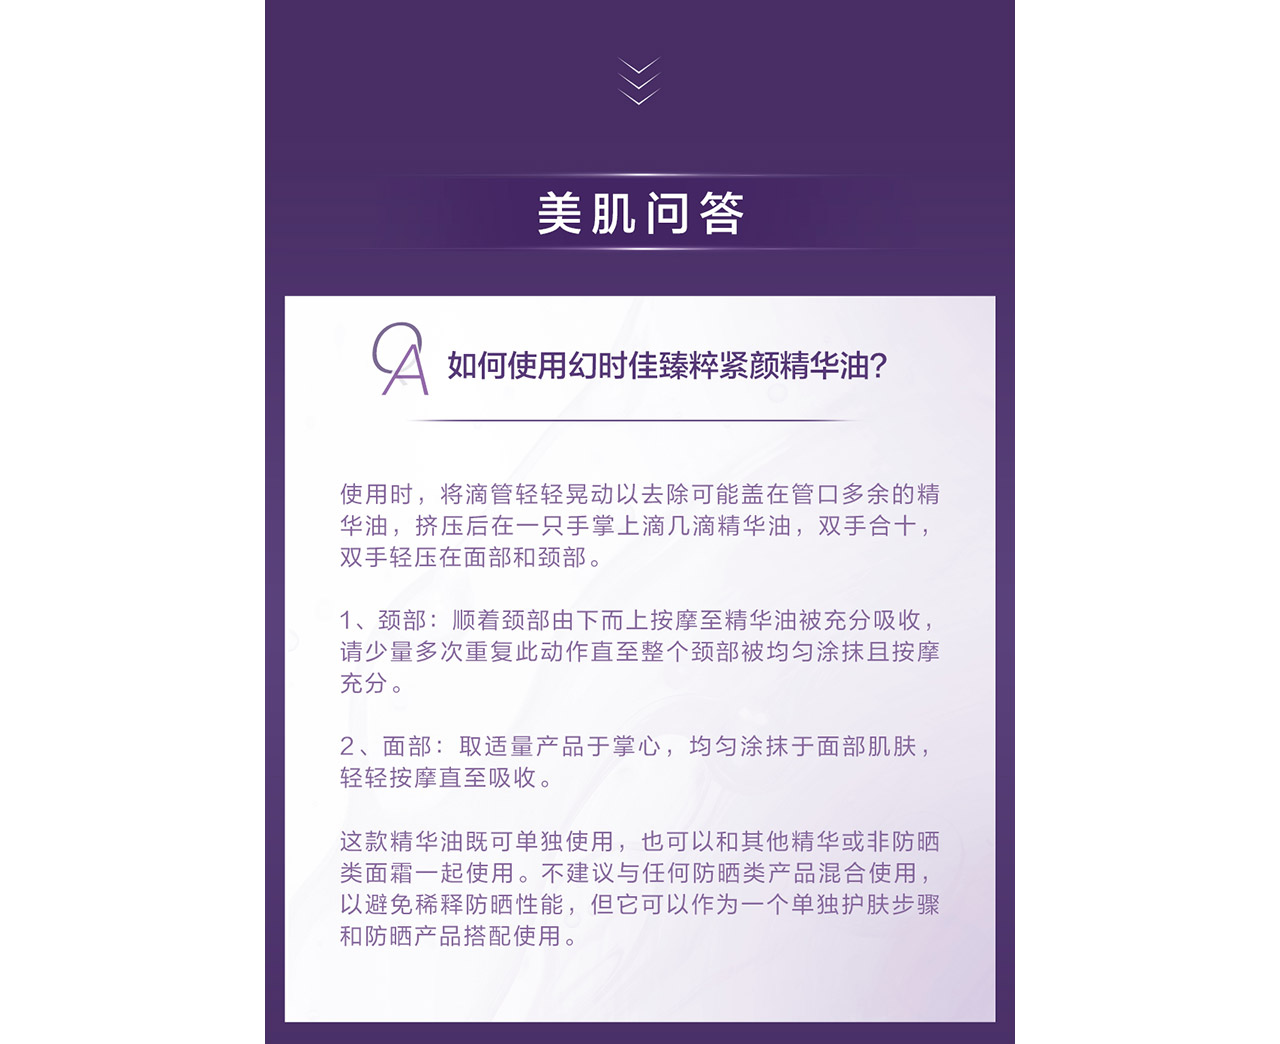 美肌问答
QA
如何使用幻时佳臻粹紧颜精华油?
使用时，将滴管轻轻晃动以去除可能盖在管口多余的精
华油，挤压后在一只手掌上滴几滴精华油，双手合十，
双手轻压在面部和颈部。
1、颈部：顺着颈部由下而上按摩至精华油被充分吸收，
请少量多次重复此动作直至整个颈部被均匀涂抹且按摩
充分。
2、面部：取适量产品于掌心，均匀涂抹于面部肌肤，
轻轻按摩直至吸收。
这款精华油既可单独使用，也可以和其他精华或非防晒
类面霜一起使用。不建议与任何防晒类产品混合使用，
以避免稀释防晒性能，但它可以作为一个单独护肤步骤
和防晒产品搭配使用。